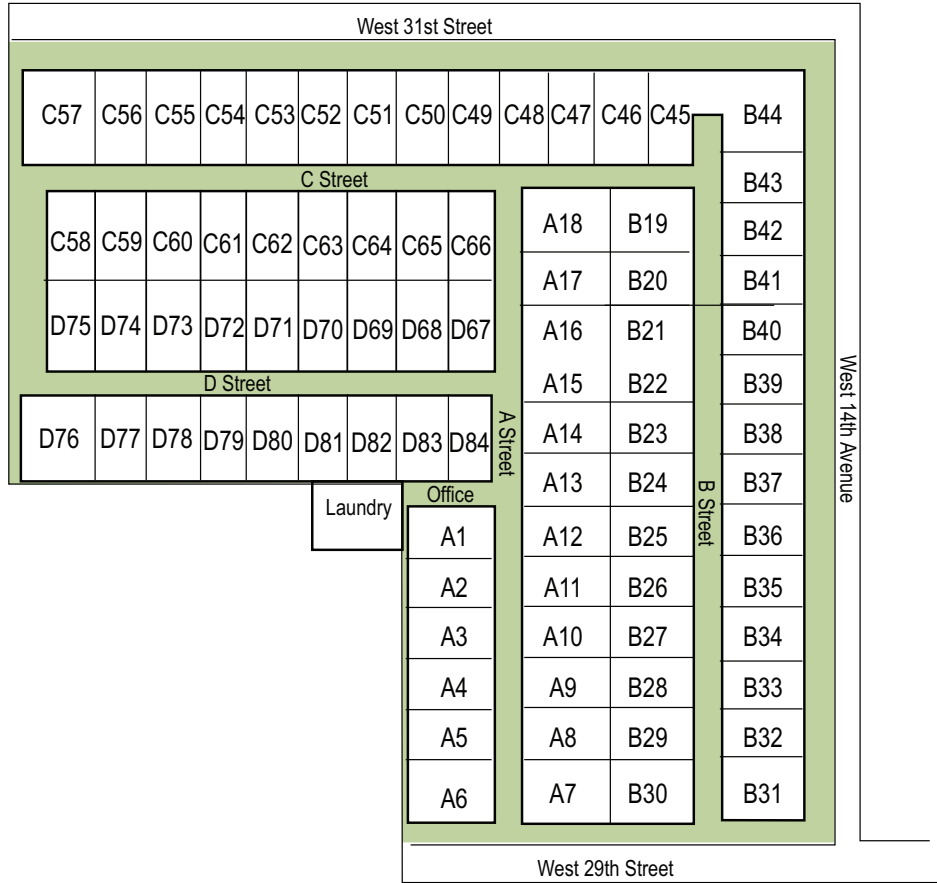 West 31st Street
C57 C56 C55 C54 C53 C52 C51 C50 C49 C48 C47 C46 C45 B44
C Street
B43
C58 C59 C60 C61 C62 C63 C64 C65 C66
A18 B19 B42
A17 B20 B41
D75 D74 D73 D72 D71 D70 D69 D68 D67
A16 B21 B40
D Street
A15 B22 B39
West 14th Avenue
D76 D77 D78 D79 D80 D81 D82 D83 D84
A Street
A14 B23 B38
A13 B24 B37
B Street
Office
Laundry
A1 A12 B25 B36
A2 A11 B26 B35
A3 A10 B27 B34
A4 A9 B28 B33
A5 A8 B29 B32
A6 A7 B30 B31
West 29th Street